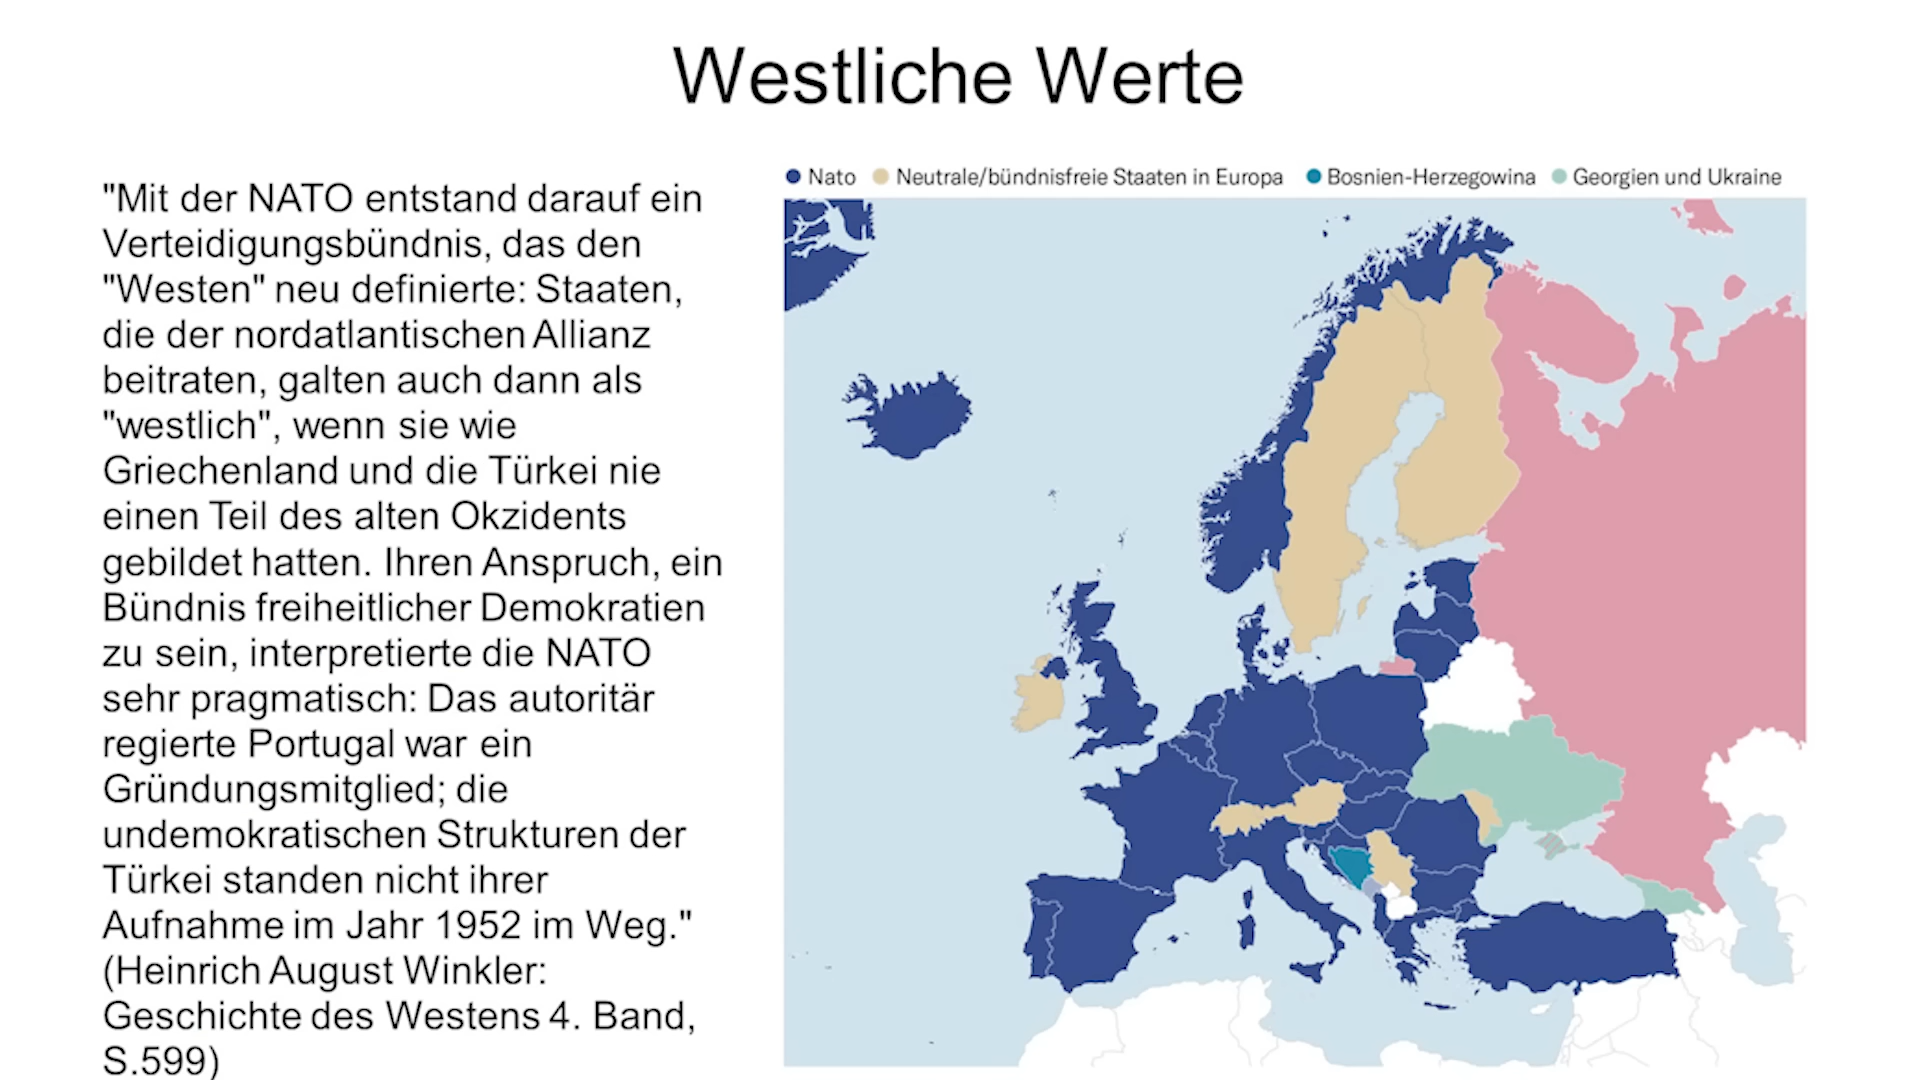 Westliche Werte
Nato Neutrale/bündnisfreie Staaten in Europa Bosnien-Herzegowina Georgien und Ukraine
"Mit der NATO entstand darauf ein
Verteidigungsbündnis, das den
"Westen" neu definierte: Staaten,
die der nordatlantischen Allianz
beitraten, galten auch dann als
"westlich", wenn sie wie
Griechenland und die Türkei nie
einen Teil des alten Okzidents
gebildet hatten. Ihren Anspruch, ein
Bündnis freiheitlicher Demokratien
zu sein, interpretierte die NATO
sehr pragmatisch: Das autoritär
regierte Portugal war ein
Gründungsmitglied; die
undemokratischen Strukturen der
Türkei standen nicht ihrer
Aufnahme im Jahr 1952 im Weg."
(Heinrich August Winkler:
Geschichte des Westens 4. Band,
S.599)